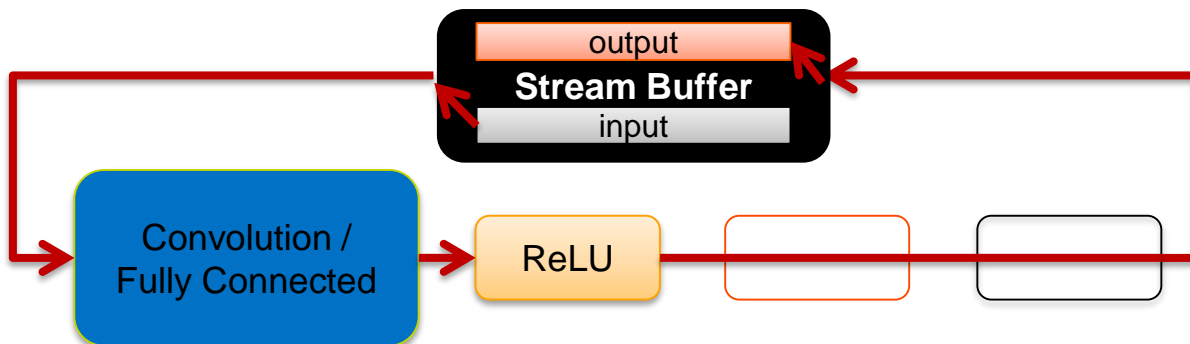 output
Stream Buffer
input
Convolution /
Fully Connected
ReLU